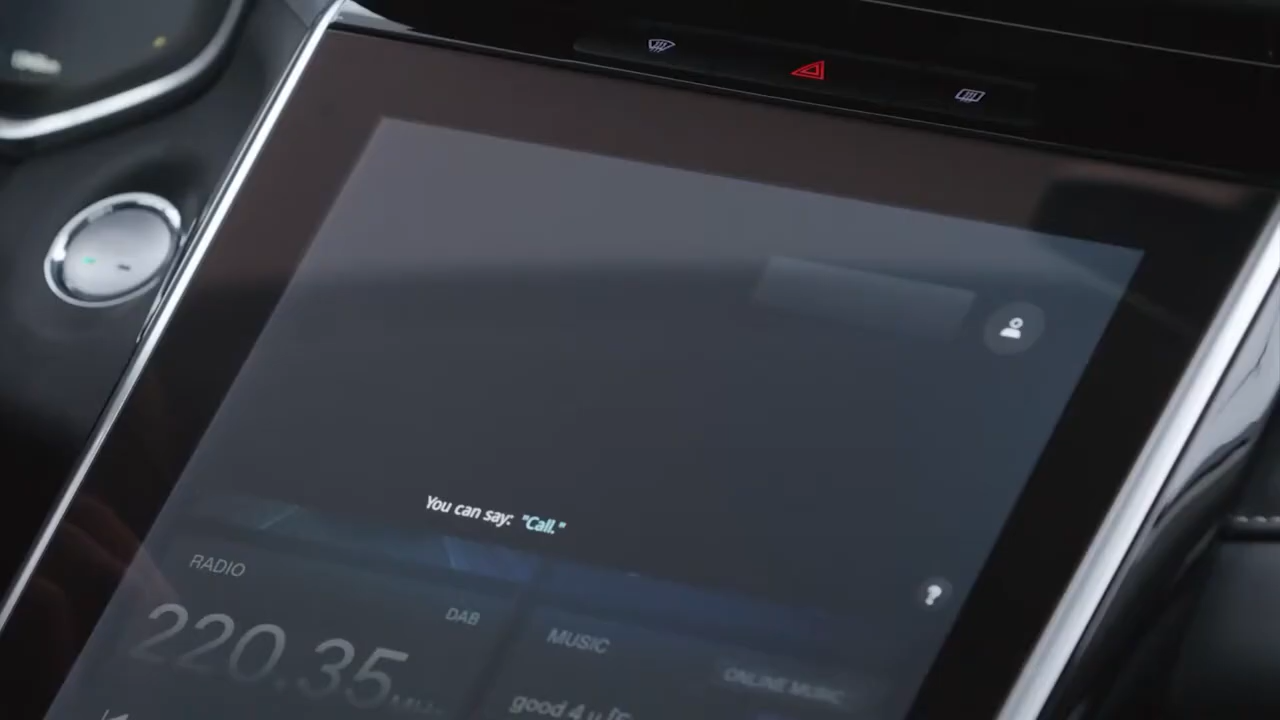 You can say: "Call."
RADIO
DAB
220.35
MUSIC
ONLINE MUSIC
good 4 u